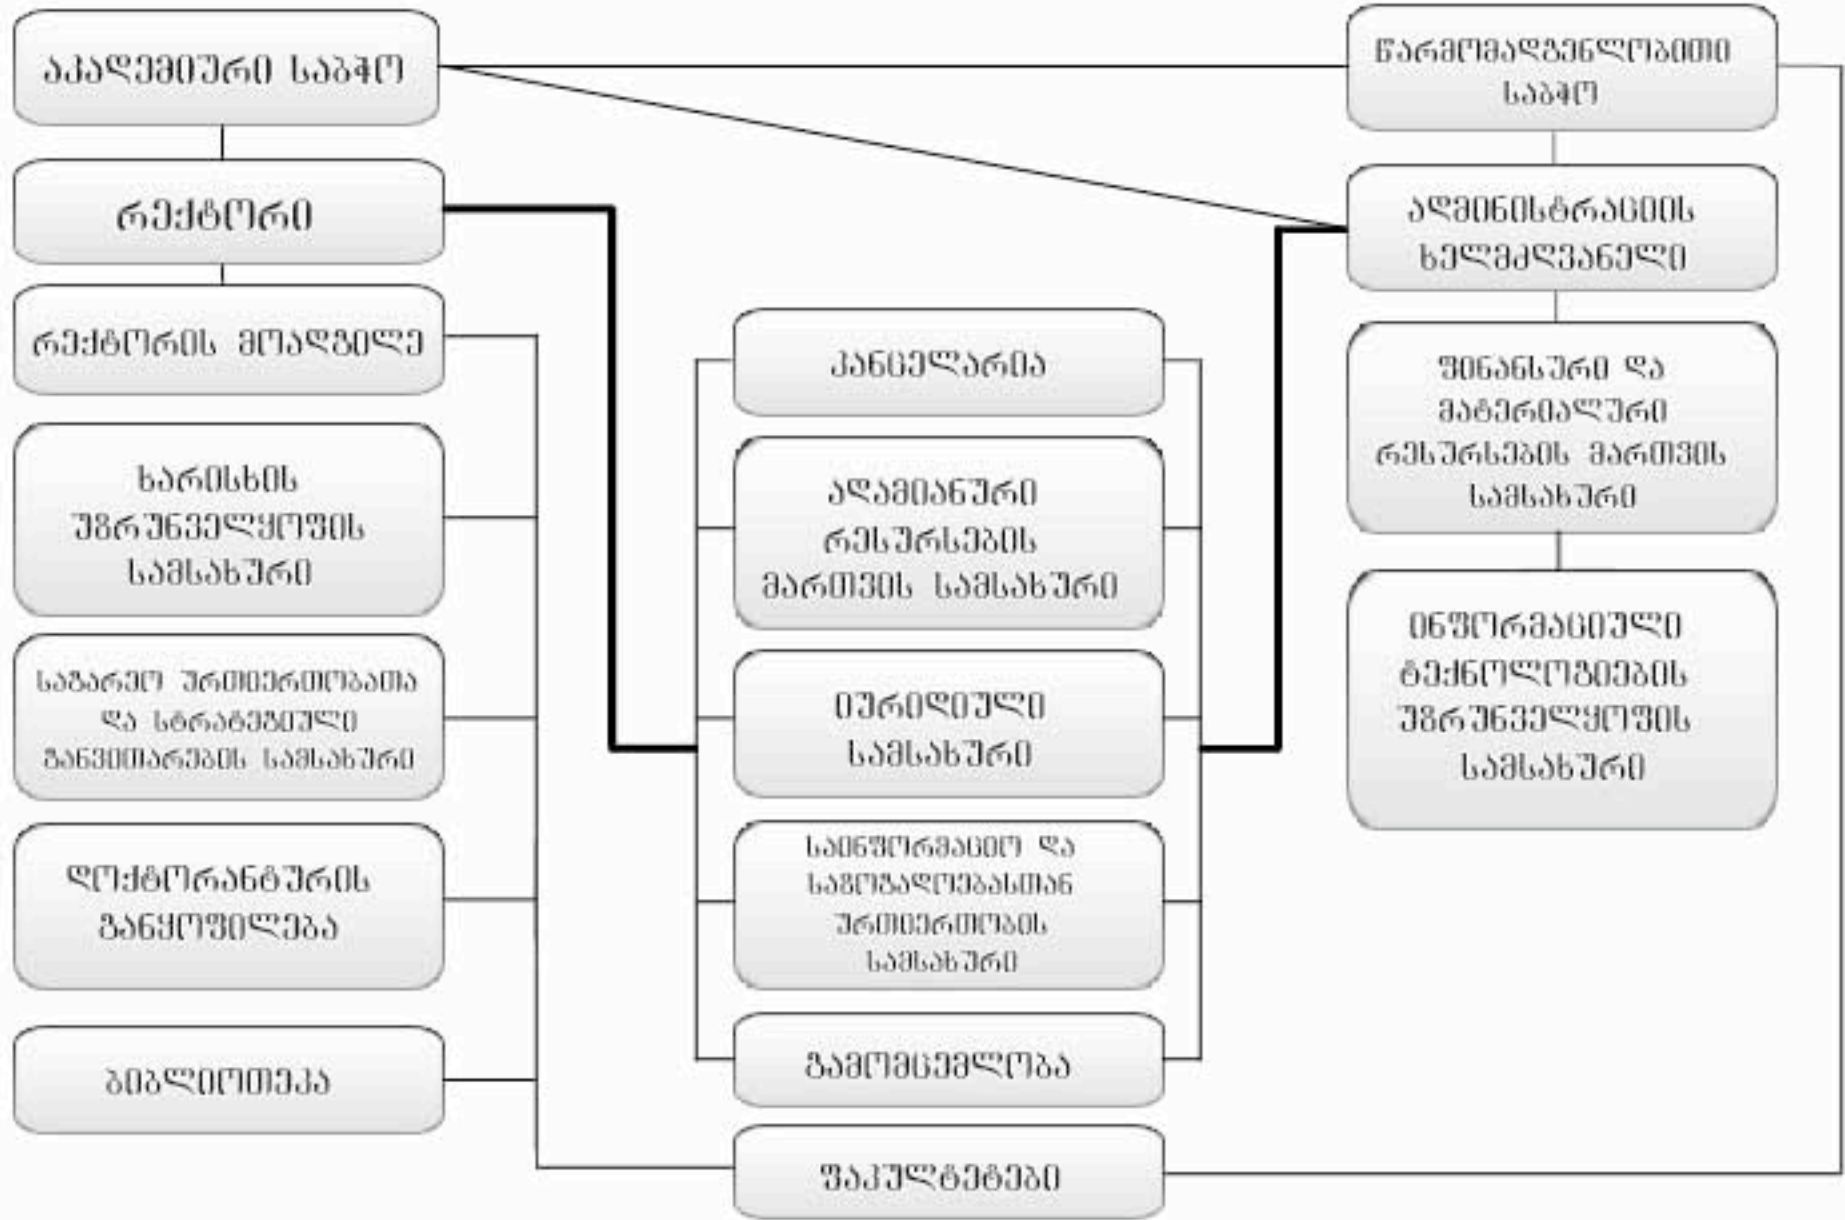 აკადემიური საბჭო
რექტორი
რექტორის მოადგილე
ხარისხის
უზრუნველყოფის
სამსახური
საგარეო ურთიერთობათა
და სტრატეგიული
განვითარების სამსახური
დოქტორანტურის
განყოფილება
ბიბლიოთეკა
კანცელარია
ადამიანური
რესურსების
მართვის სამსახური
იურიდიული
სამსახური
საინფორმაციო და
საზოგადოებასთან
ურთიერთობის
სამსახური
გამომცემლობა
ფაკულტეტები
წარმომადგენლობითი
საბჭო
ადმინისტრაციის
ხელმძღვანელი
ფინანსური და
მატერიალური
რესურსების მართვის
სამსახური
ინფორმაციული
ტექნოლოგიების
უზრუნველყოფის
სამსახური